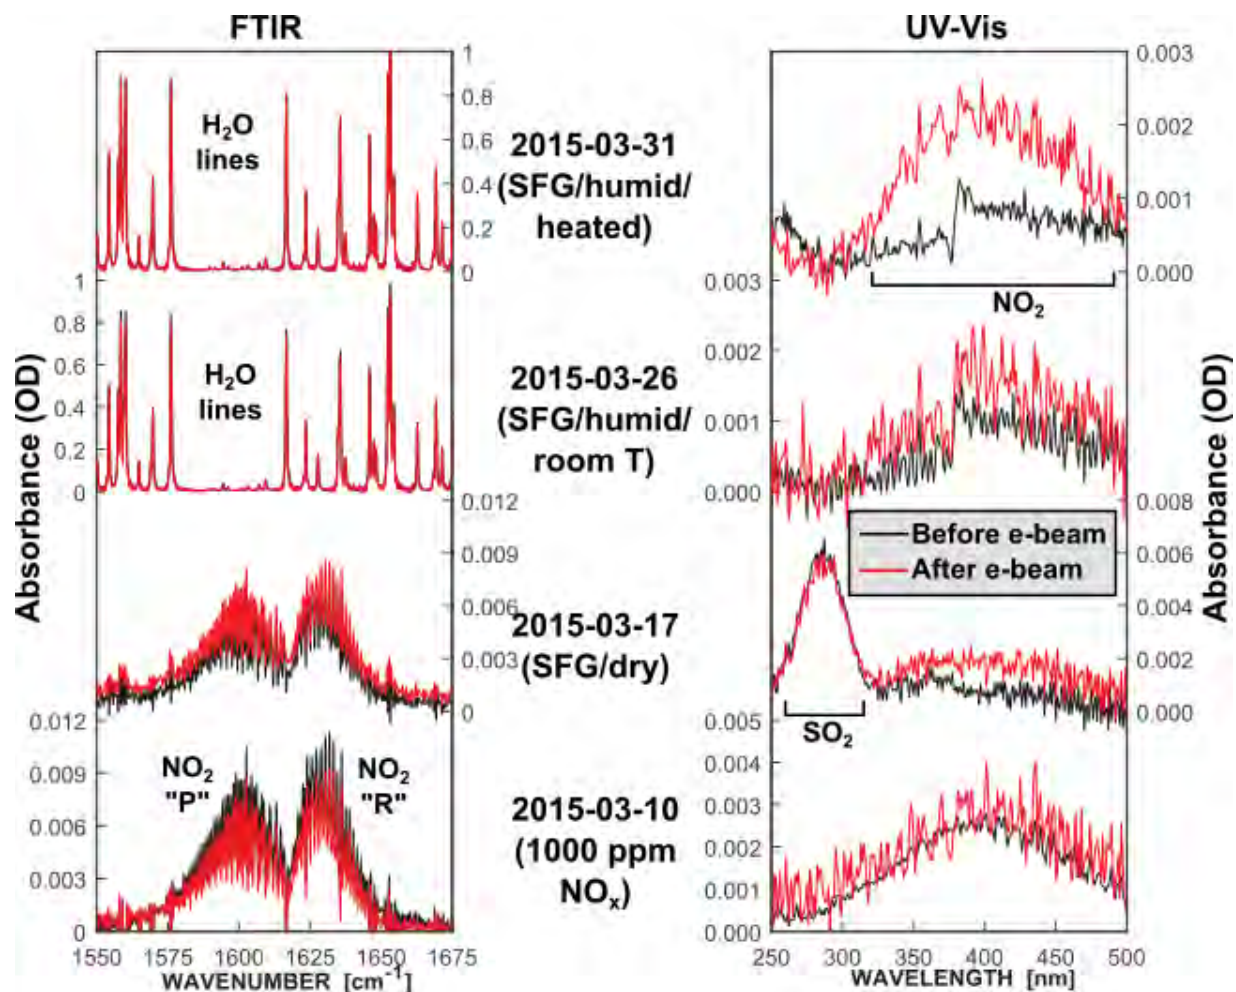 FTIR
UV-Vis
1
0.8
0.6
0.4
0.2
0
H2O
lines
2015-03-31
(SFG/humid/
heated)
0.003
0.002
0.001
0.000
NO2
1
0.8
0.6
0.4
0.2
0
H2O
lines
2015-03-26
(SFG/humid/
room T)
0.003
0.002
0.001
0.000
Absorbance (OD)
Absorbance (OD)
0.012
0.009
0.006
0.003
0
2015-03-17
(SFG/dry)
Before e-beam
After e-beam
0.008
0.006
0.004
0.002
0.000
SO2
0.012
0.009
0.006
0.003
0
NO2
"P"
NO2
"R"
2015-03-10
(1000 ppm
NOx)
0.005
0.004
0.003
0.002
0.001
0.000
1550 1575 1600 1625 1650 1675
WAVENUMBER [cm-1]
250 300 350 400 450 500
WAVELENGTH [nm]